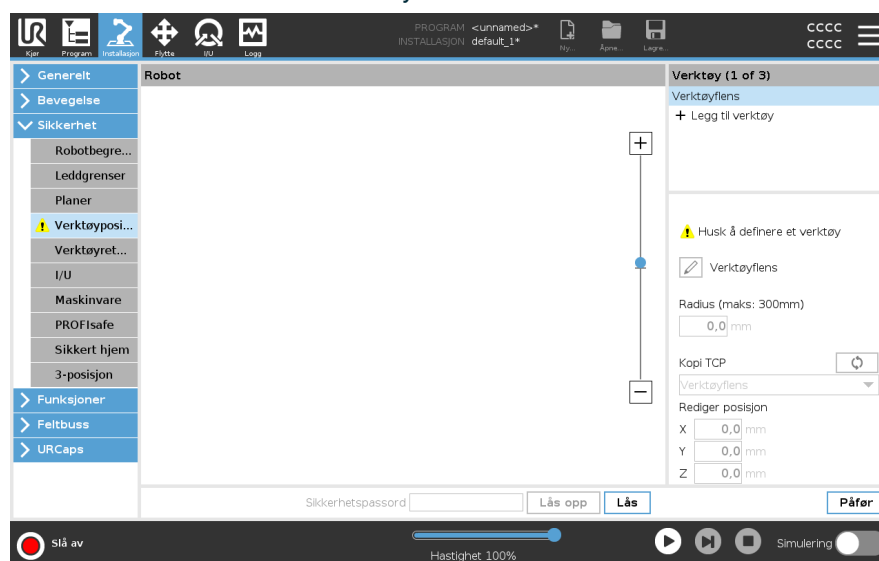 PROGRAM <unnamed>*
INSTALLASJON default_1*
Kjør Program Installasjon Flytte I/U Logg
Ny... Åpne... Lagre...
cccc
cccc
Generelt
Bevegelse
Sikkerhet
Robotbegre...
Leddgrenser
Planer
Verktøyposi...
Verktøyret...
I/U
Maskinvare
PROFIsafe
Sikkert hjem
3-posisjon
Funksjoner
Feltbuss
URCaps
Robot
Verktøy (1 of 3)
Verktøyflens
+ Legg til verktøy
Husk å definere et verktøy
Verktøyflens
Radius (maks: 300mm)
0,0 mm
Kopi TCP
Verktøyflens
Rediger posisjon
X 0,0 mm
Y 0,0 mm
Z 0,0 mm
Sikkerhetspassord Lås opp Lås Påfør
Slå av
Hastighet 100%
Simulering